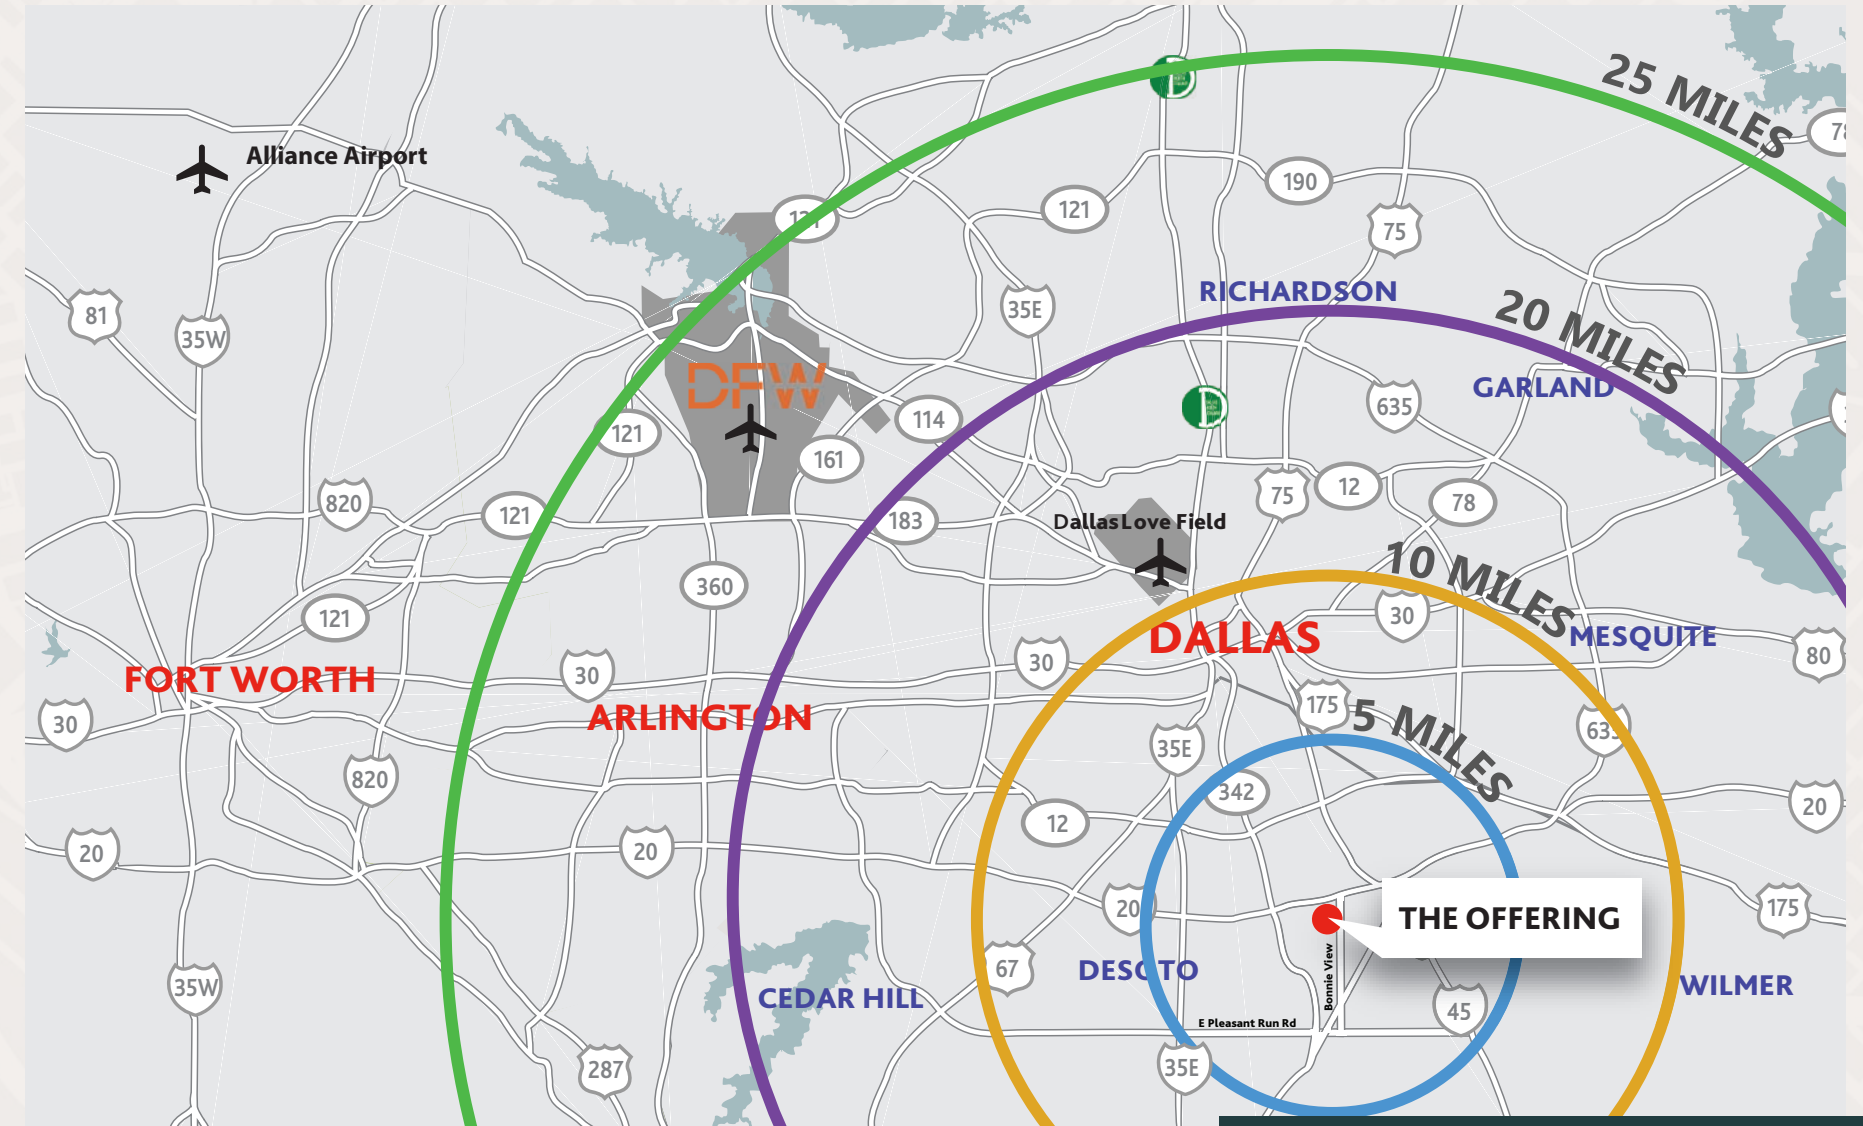 25 MILES
78
Alliance Airport
190
121
121
75
RICHARDSON
20 MILES
81
35E
35W
GARLAND
DFW
635
114
121
161
75
12
78
820
121
183
Dallas Love Field
10 MILES
360
30
121
DALLAS
MESQUITE
80
30
30
FORT WORTH
175
5 MILES
ARLINGTON
30
635
35E
820
342
20
12
20
20
20
175
THE OFFERING
67
DESOTO
Bonnie View
WILMER
35W
CEDAR HILL
45
E Pleasant Run Rd
287
35E